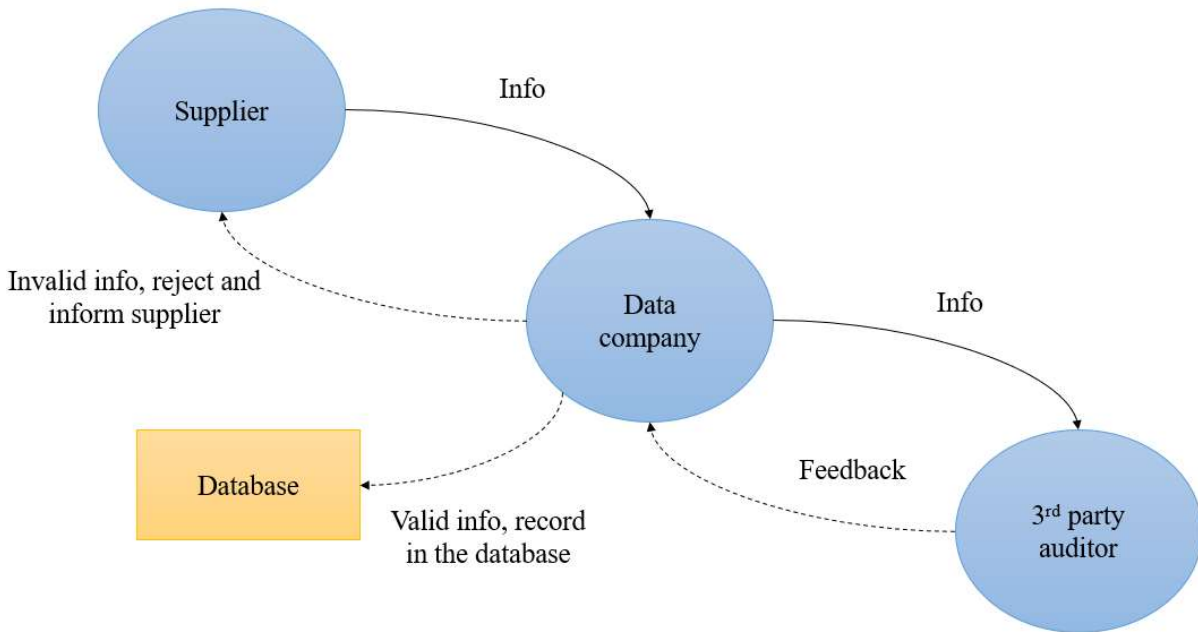 Supplier
Info
Invalid info, reject and
inform supplier
Data
company
Info
Database
Feedback
Valid info, record
in the database
3rd party
auditor